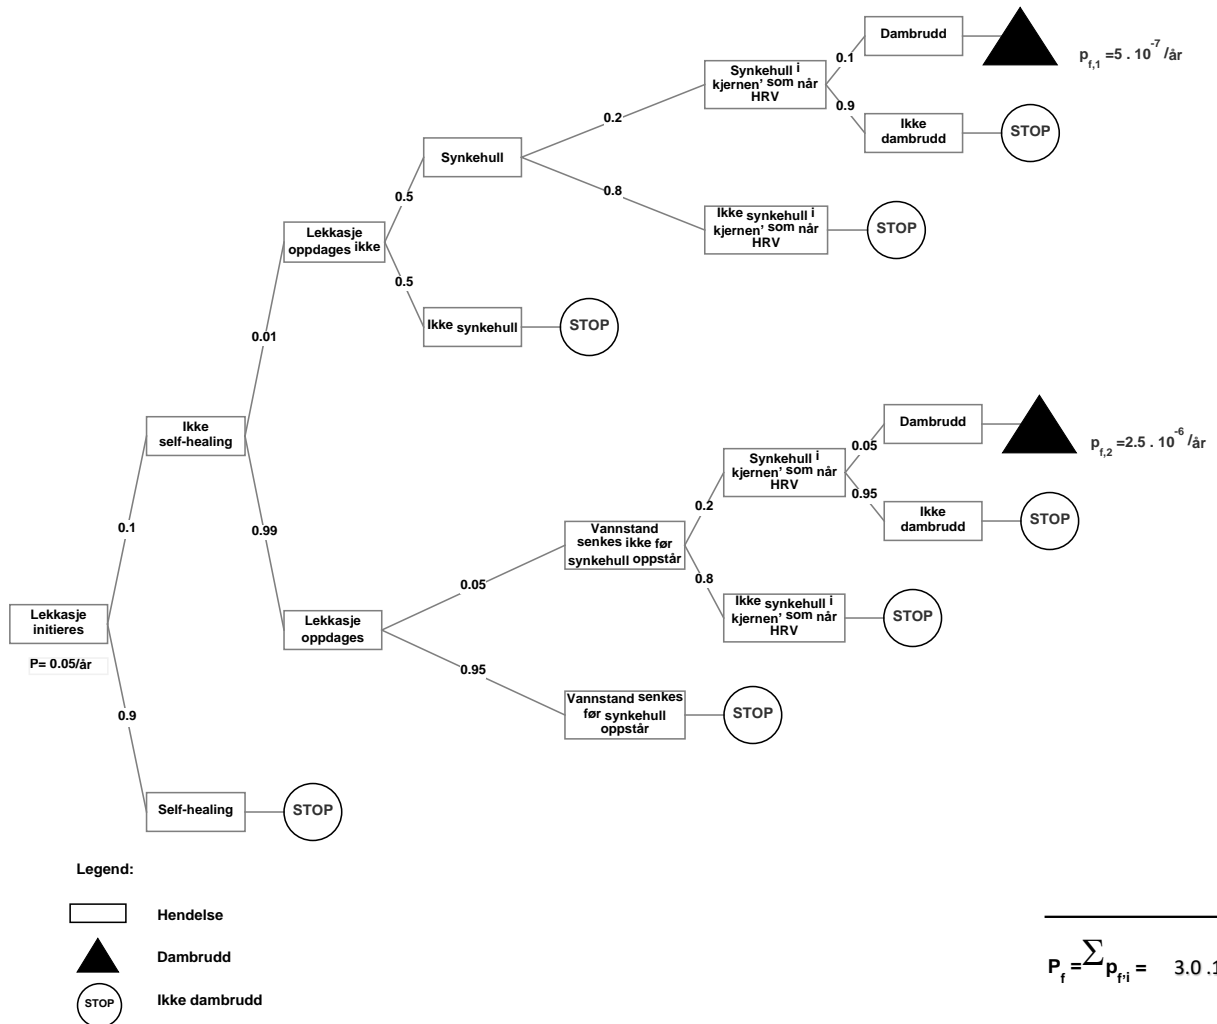 Dambrudd
p f,1 =5 . 10 -7 /år
0.1
Synkehull i
kjernen, som når
HRV
0.9
Ikke
dambrudd
STOP
0.2
Synkehull
0.8
Ikke synkehull i
kjernen, som når
HRV
STOP
0.5
Lekkasje
oppdages ikke
0.5
Ikke synkehull
STOP
0.01
Ikke
self-healing
0.99
Dambrudd
p f,2 =2.5 . 10 -6 /år
0.05
Synkehull i
kjernen, som når
HRV
0.95
Ikke
dambrudd
STOP
0.2
Vannstand
senkes ikke før
synkehull oppstår
0.8
Ikke synkehull i
kjernen, som når
HRV
STOP
0.05
Lekkasje
oppdages
0.95
Vannstand senkes
før synkehull
oppstår
STOP
0.1
Lekkasje
initieres
P= 0.05/år
0.9
Self-healing
STOP
Legend:
Hendelse
Dambrudd
STOP
Ikke dambrudd
P f = Σ p f,i = 3.0 .1